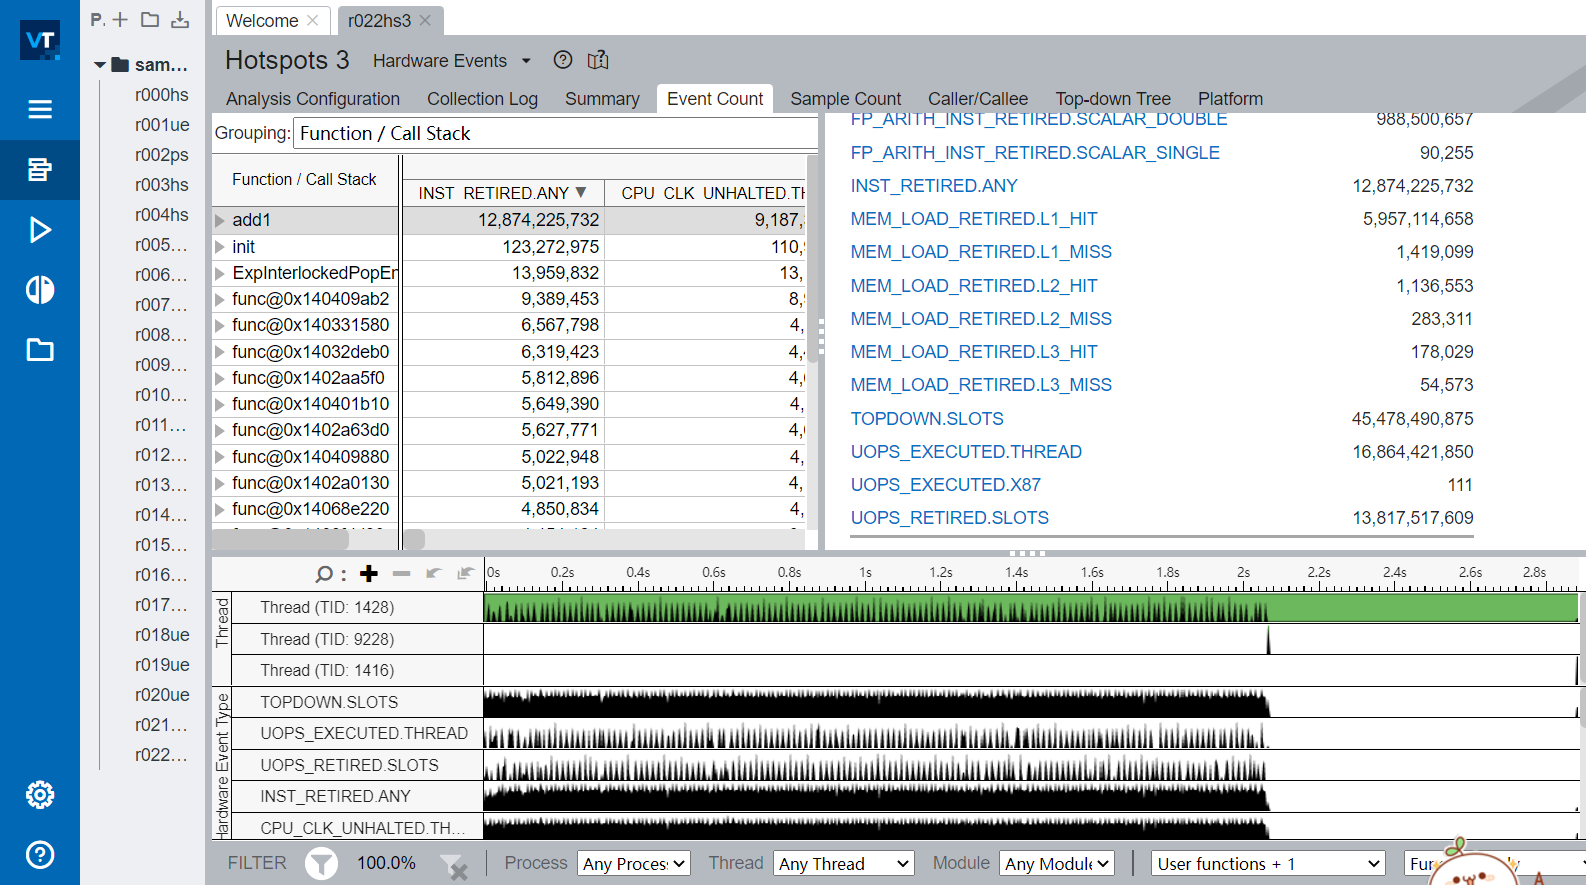 VT
P.
Welcome
r022hs3
Hotspots 3
Hardware Events
Analysis Configuration
Collection Log
Summary
Event Count
Sample Count
Caller/Callee
Top-down Tree
Platform
sam...
r000hs
r001ue
r002ps
r003hs
r004hs
r005...
r006...
r007...
r008...
r009...
r010...
r011...
r012...
r013...
r014...
r015...
r016...
r017...
r018ue
r019ue
r020ue
r021...
r022...
Grouping: Function / Call Stack
Function / Call Stack
INST_RETIRED.ANY ▼
CPU_CLK_UNHALTED.TH
add1 12,874,225,732 9,187,
init 123,272,975 110,
ExpInterlockedPopEn 13,959,832 13,
func@0x140409ab2 9,389,453 8,
func@0x140331580 6,567,798 4,
func@0x14032deb0 6,319,423 4,
func@0x1402aa5f0 5,812,896 4,
func@0x140401b10 5,649,390 4,
func@0x1402a63d0 5,627,771 4,
func@0x140409880 5,022,948 4,
func@0x1402a0130 5,021,193 4,
func@0x14068e220 4,850,834 4,
FP_ARITH_INST_RETIRED.SCALAR_DOUBLE 988,500,657
FP_ARITH_INST_RETIRED.SCALAR_SINGLE 90,255
INST_RETIRED.ANY 12,874,225,732
MEM_LOAD_RETIRED.L1_HIT 5,957,114,658
MEM_LOAD_RETIRED.L1_MISS 1,419,099
MEM_LOAD_RETIRED.L2_HIT 1,136,553
MEM_LOAD_RETIRED.L2_MISS 283,311
MEM_LOAD_RETIRED.L3_HIT 178,029
MEM_LOAD_RETIRED.L3_MISS 54,573
TOPDOWN.SLOTS 45,478,490,875
UOPS_EXECUTED.THREAD 16,864,421,850
UOPS_EXECUTED.X87 111
UOPS_RETIRED.SLOTS 13,817,517,609
0s 0.2s 0.4s 0.6s 0.8s 1s 1.2s 1.4s 1.6s 1.8s 2s 2.2s 2.4s 2.6s 2.8s
Thread
Thread (TID: 1428)
Thread (TID: 9228)
Thread (TID: 1416)
Hardware Event Type
TOPDOWN.SLOTS
UOPS_EXECUTED.THREAD
UOPS_RETIRED.SLOTS
INST_RETIRED.ANY
CPU_CLK_UNHALTED.TH...
FILTER 100.0% Process Any Process Thread Any Thread Module Any Module User functions + 1